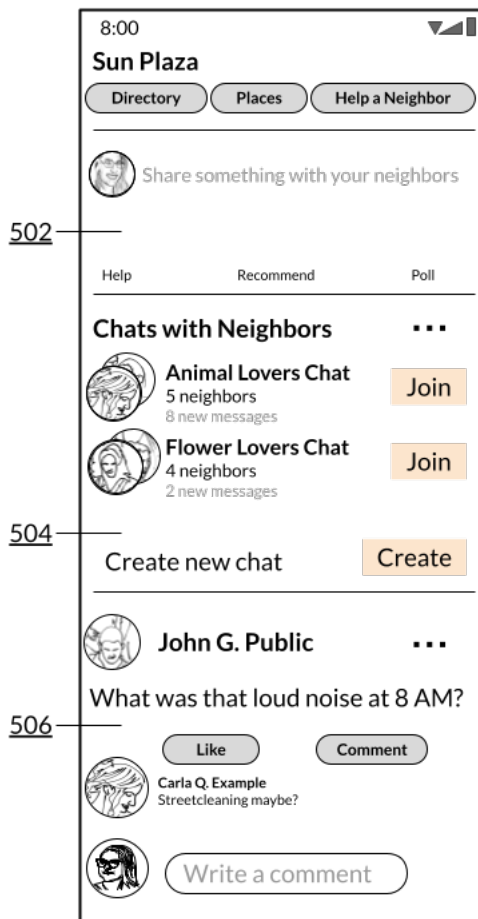 8:00
Sun Plaza
Directory Places Help a Neighbor
Share something with your neighbors
502
Help Recommend Poll
Chats with Neighbors ...
Animal Lovers Chat
5 neighbors
Join
8 new messages
Flower Lovers Chat
4 neighbors
Join
2 new messages
504
Create new chat Create
John G. Public ...
What was that loud noise at 8 AM?
506
Like Comment
Carla Q. Example
Streetcleaning maybe?
Write a comment